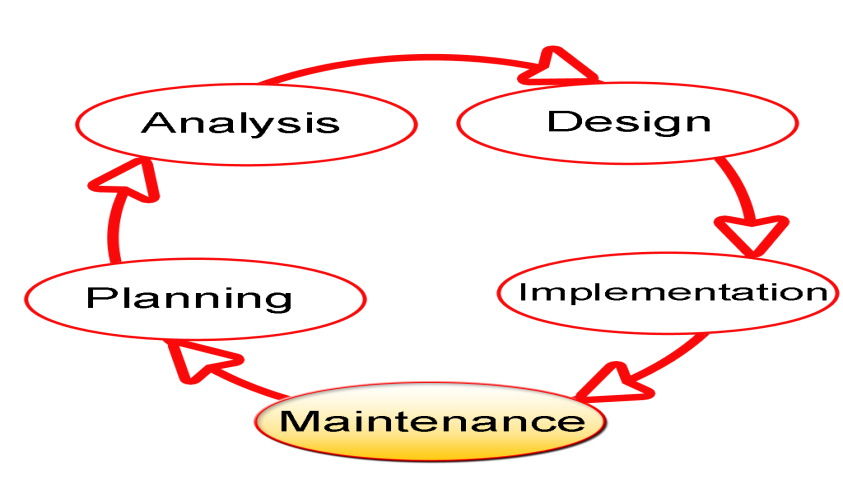 Analysis
Design
Planning
Implementation
Maintenance